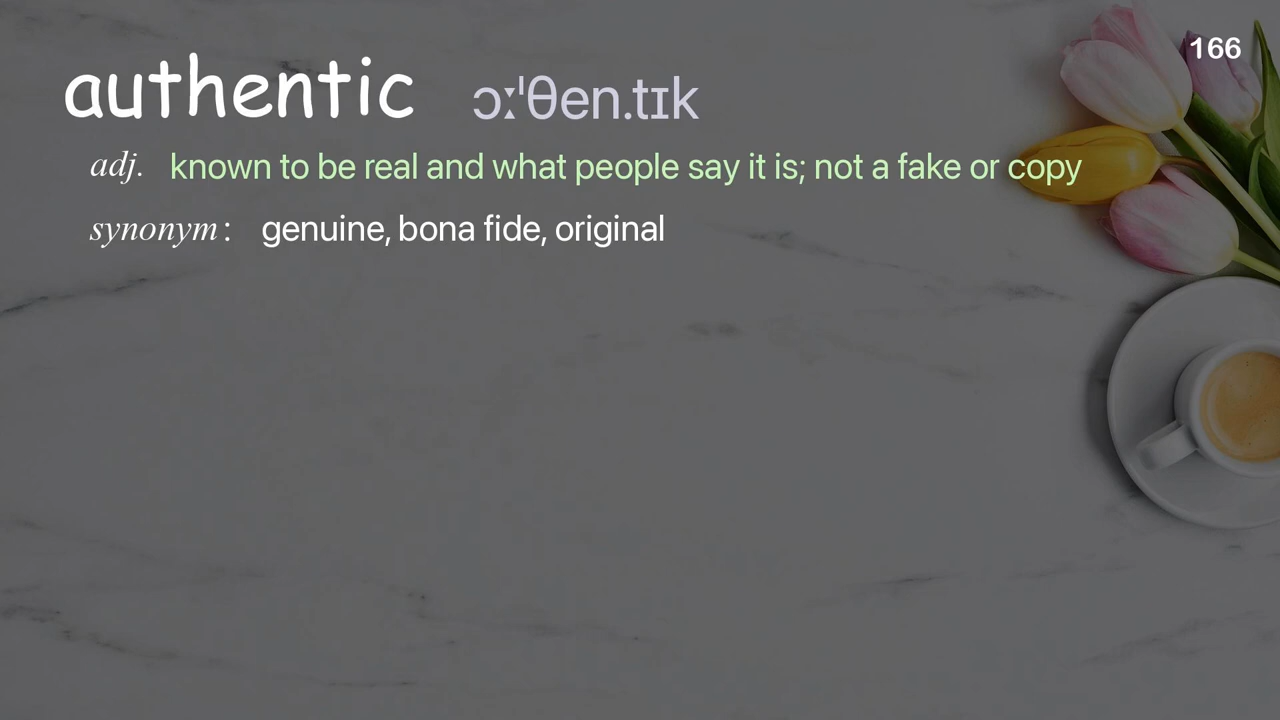 166
authentic ɔːˈθen.tɪk
adj. known to be real and what people say it is; not a fake or copy
synonym: genuine, bona fide, original